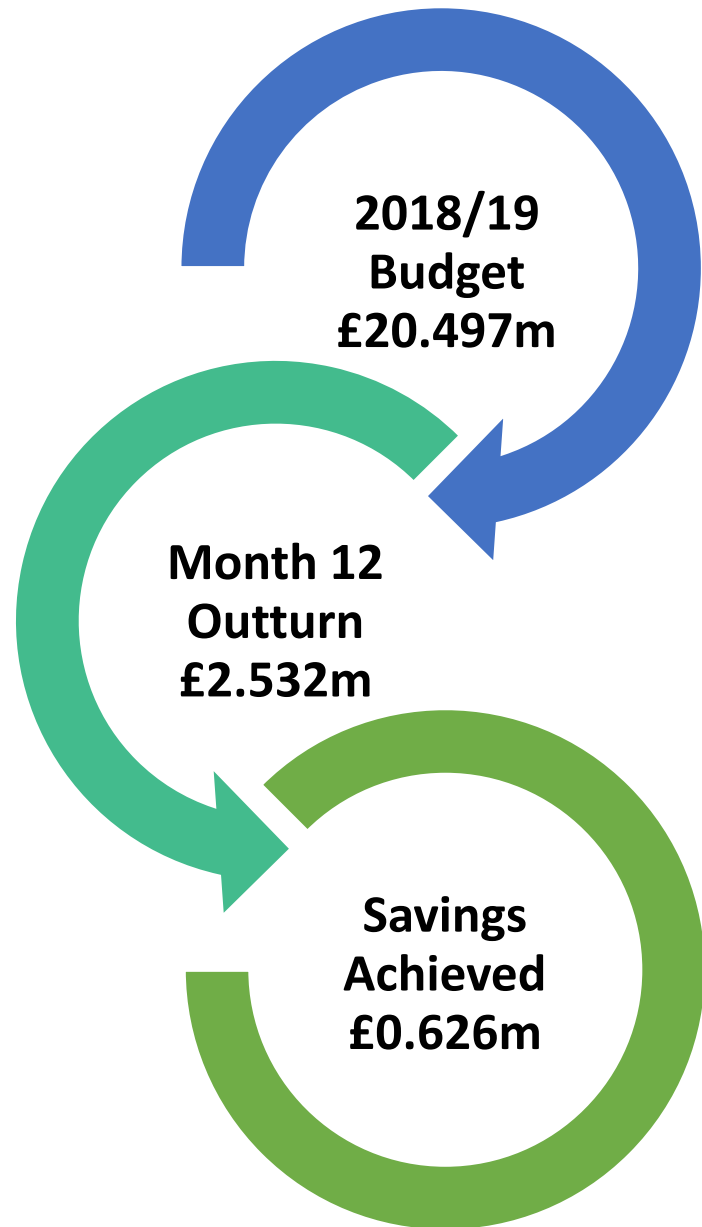 2018/19
Budget
£20.497m
Month 12
Outturn
£2.532m
Savings
Achieved
£0.626m